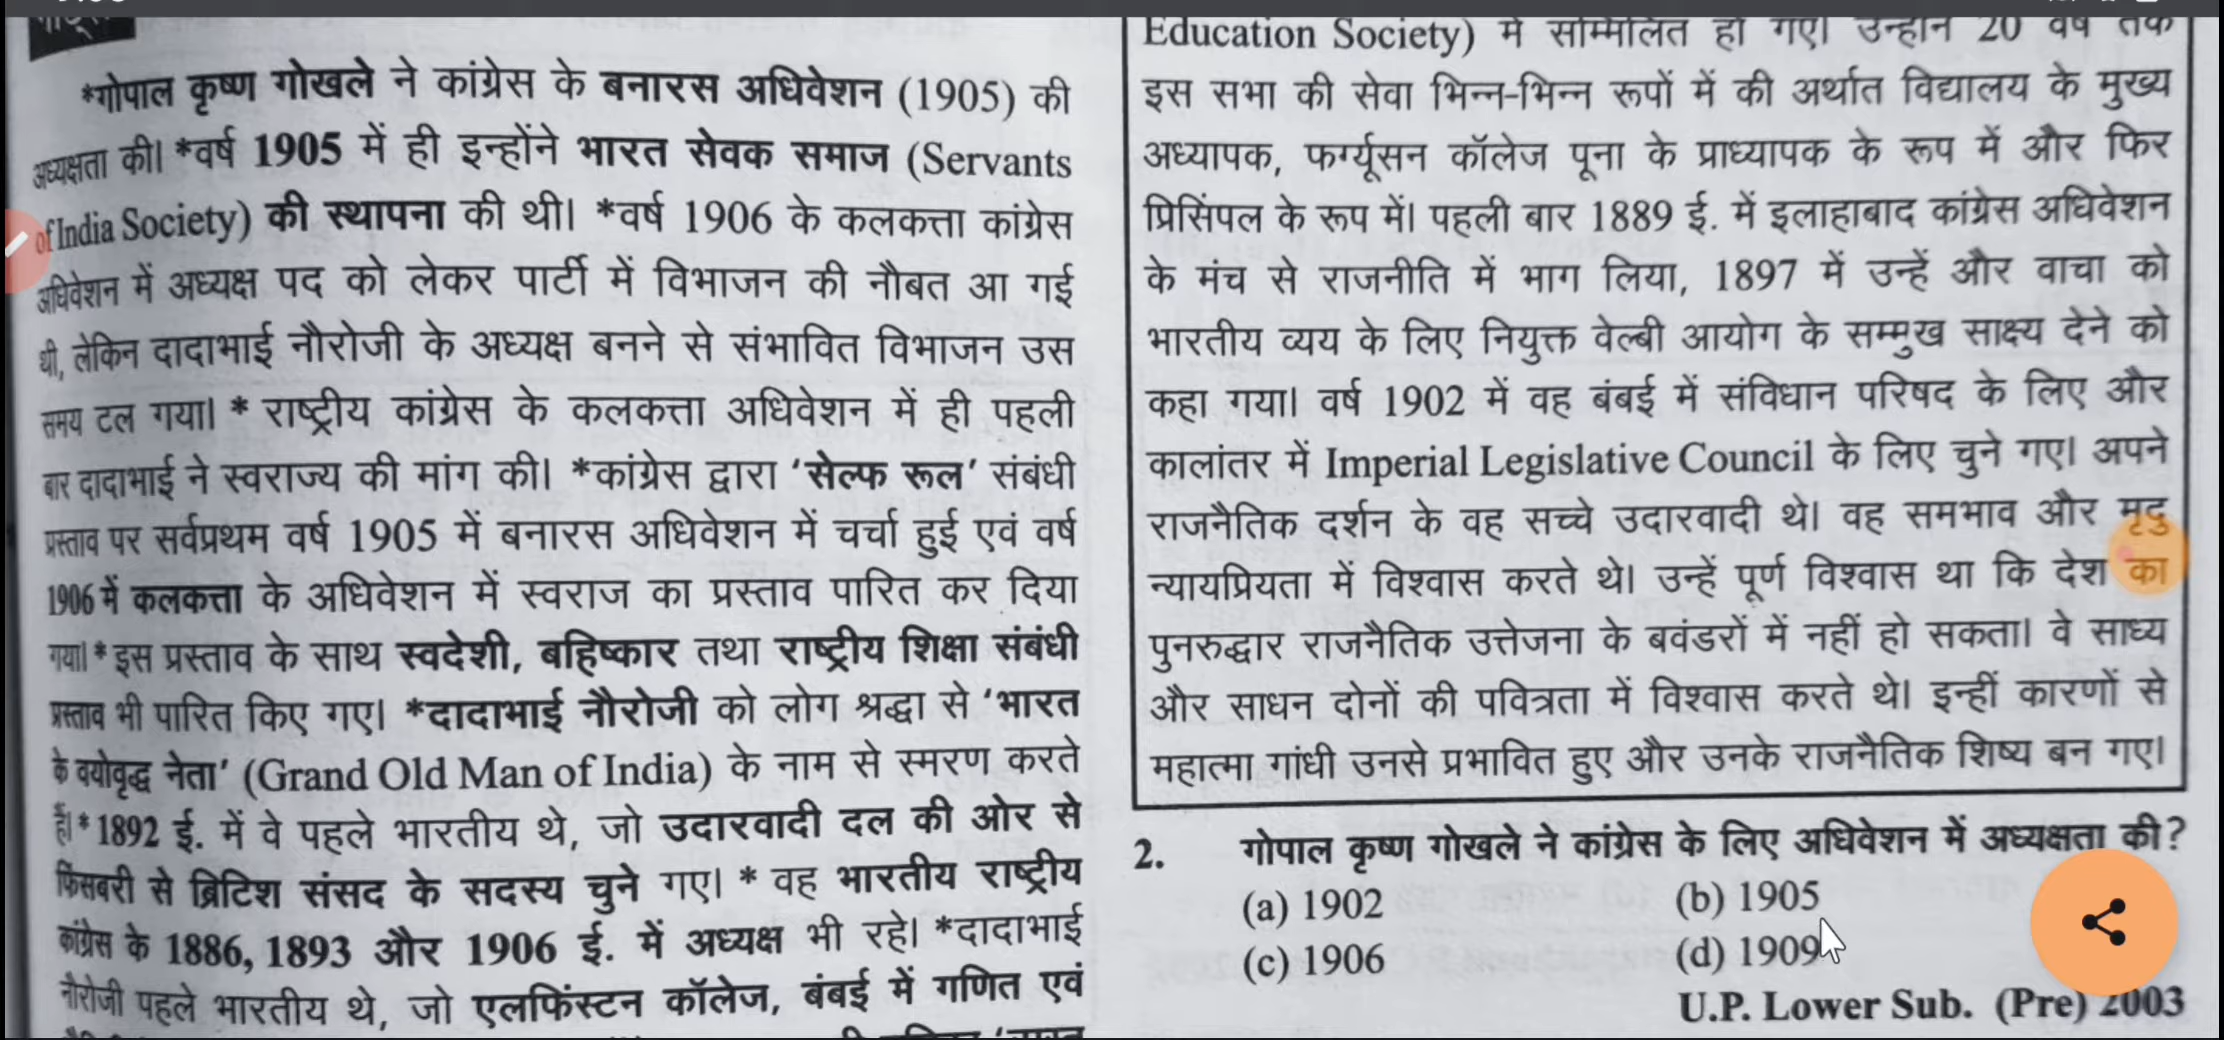 *गोपाल कृष्ण गोखले ने कांग्रेस के बनारस अधिवेशन (1905) की
अध्यक्षता की। *वर्ष 1905 में ही इन्होंने भारत सेवक समाज (Servants
of India Society) की स्थापना की थी। *वर्ष 1906 के कलकत्ता कांग्रेस
अधिवेशन में अध्यक्ष पद को लेकर पार्टी में विभाजन की नौबत आ गई
थी, लेकिन दादाभाई नौरोजी के अध्यक्ष बनने से संभावित विभाजन उस
समय टल गया। * राष्ट्रीय कांग्रेस के कलकत्ता अधिवेशन में ही पहली
बार दादाभाई ने स्वराज्य की मांग की। *कांग्रेस द्वारा ‘सेल्फ रूल’ संबंधी
प्रस्ताव पर सर्वप्रथम वर्ष 1905 में बनारस अधिवेशन में चर्चा हुई एवं वर्ष
1906 में कलकत्ता के अधिवेशन में स्वराज का प्रस्ताव पारित कर दिया
गया। * इस प्रस्ताव के साथ स्वदेशी, बहिष्कार तथा राष्ट्रीय शिक्षा संबंधी
प्रस्ताव भी पारित किए गए। *दादाभाई नौरोजी को लोग श्रद्धा से ‘भारत
के वयोवृद्ध नेता’ (Grand Old Man of India) के नाम से स्मरण करते
हैं। * 1892 ई. में वे पहले भारतीय थे, जो उदारवादी दल की ओर से
फिंसबरी से ब्रिटिश संसद के सदस्य चुने गए। * वह भारतीय राष्ट्रीय
कांग्रेस के 1886, 1893 और 1906 ई. में अध्यक्ष भी रहे। *दादाभाई
नौरोजी पहले भारतीय थे, जो एलफिंस्टन कॉलेज, बंबई में गणित एवं
Education Society) में सम्मिलित हो गए। उन्होंने 20 वर्ष तक
इस सभा की सेवा भिन्न-भिन्न रूपों में की अर्थात विद्यालय के मुख्य
अध्यापक, फर्ग्यूसन कॉलेज पूना के प्राध्यापक के रूप में और फिर
प्रिसिंपल के रूप में। पहली बार 1889 ई. में इलाहाबाद कांग्रेस अधिवेशन
के मंच से राजनीति में भाग लिया, 1897 में उन्हें और वाचा को
भारतीय व्यय के लिए नियुक्त वेल्बी आयोग के सम्मुख साक्ष्य देने को
कहा गया। वर्ष 1902 में वह बंबई में संविधान परिषद के लिए और
कालांतर में Imperial Legislative Council के लिए चुने गए। अपने
राजनैतिक दर्शन के वह सच्चे उदारवादी थे। वह समभाव और मृदु
न्यायप्रियता में विश्वास करते थे। उन्हें पूर्ण विश्वास था कि देश का
पुनरुद्धार राजनैतिक उत्तेजना के बवंडरों में नहीं हो सकता। वे साध्य
और साधन दोनों की पवित्रता में विश्वास करते थे। इन्हीं कारणों से
महात्मा गांधी उनसे प्रभावित हुए और उनके राजनैतिक शिष्य बन गए।
2. गोपाल कृष्ण गोखले ने कांग्रेस के लिए अधिवेशन में अध्यक्षता की?
(a) 1902 (b) 1905
(c) 1906 (d) 1909
U.P. Lower Sub. (Pre) 2003